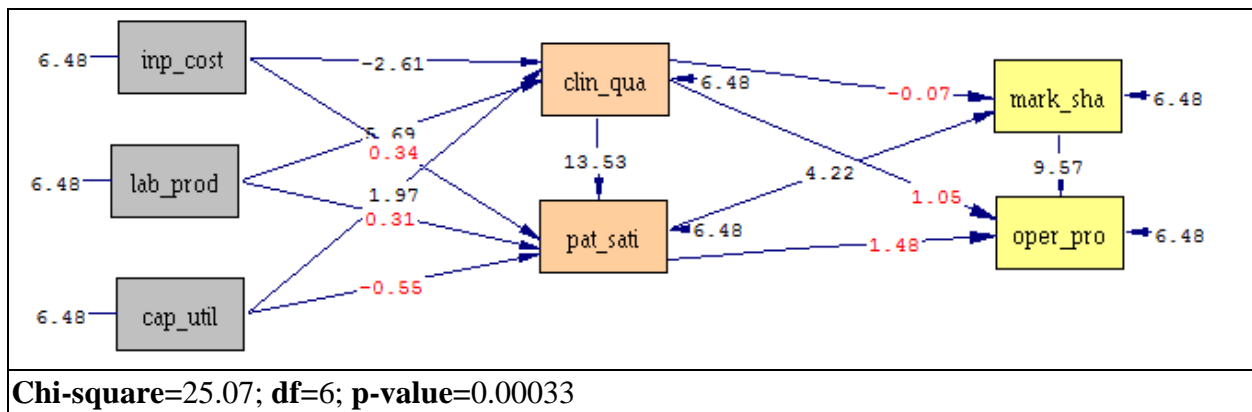 6.48
inp_cost
-2.61
clin_qua
6.48
-0.07
mark_sha
6.48
5.69
0.34
13.53
4.22
9.57
6.48
lab_prod
1.97
0.31
1.05
pat_sati
6.48
1.48
oper_pro
6.48
-0.55
6.48
cap_util
Chi-square=25.07; df=6; p-value=0.00033